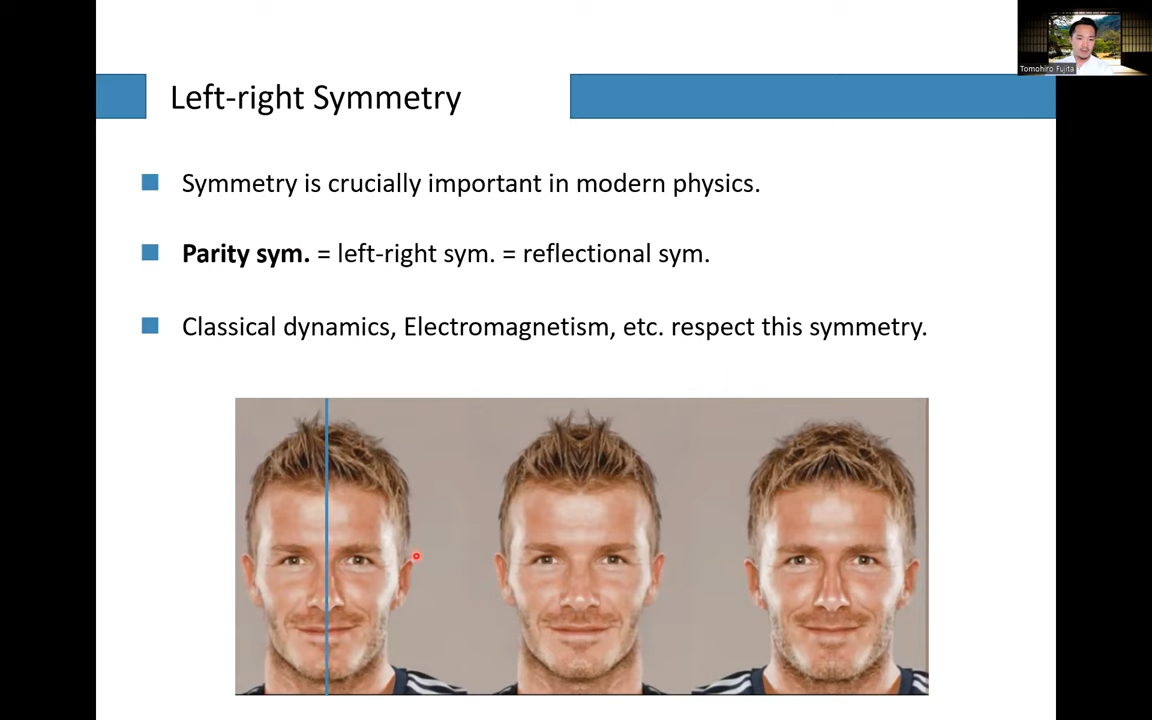 Tomohiro Fujita
Left-right Symmetry
Symmetry is crucially important in modern physics.
Parity sym. = left-right sym. = reflectional sym.
Classical dynamics, Electromagnetism, etc. respect this symmetry.